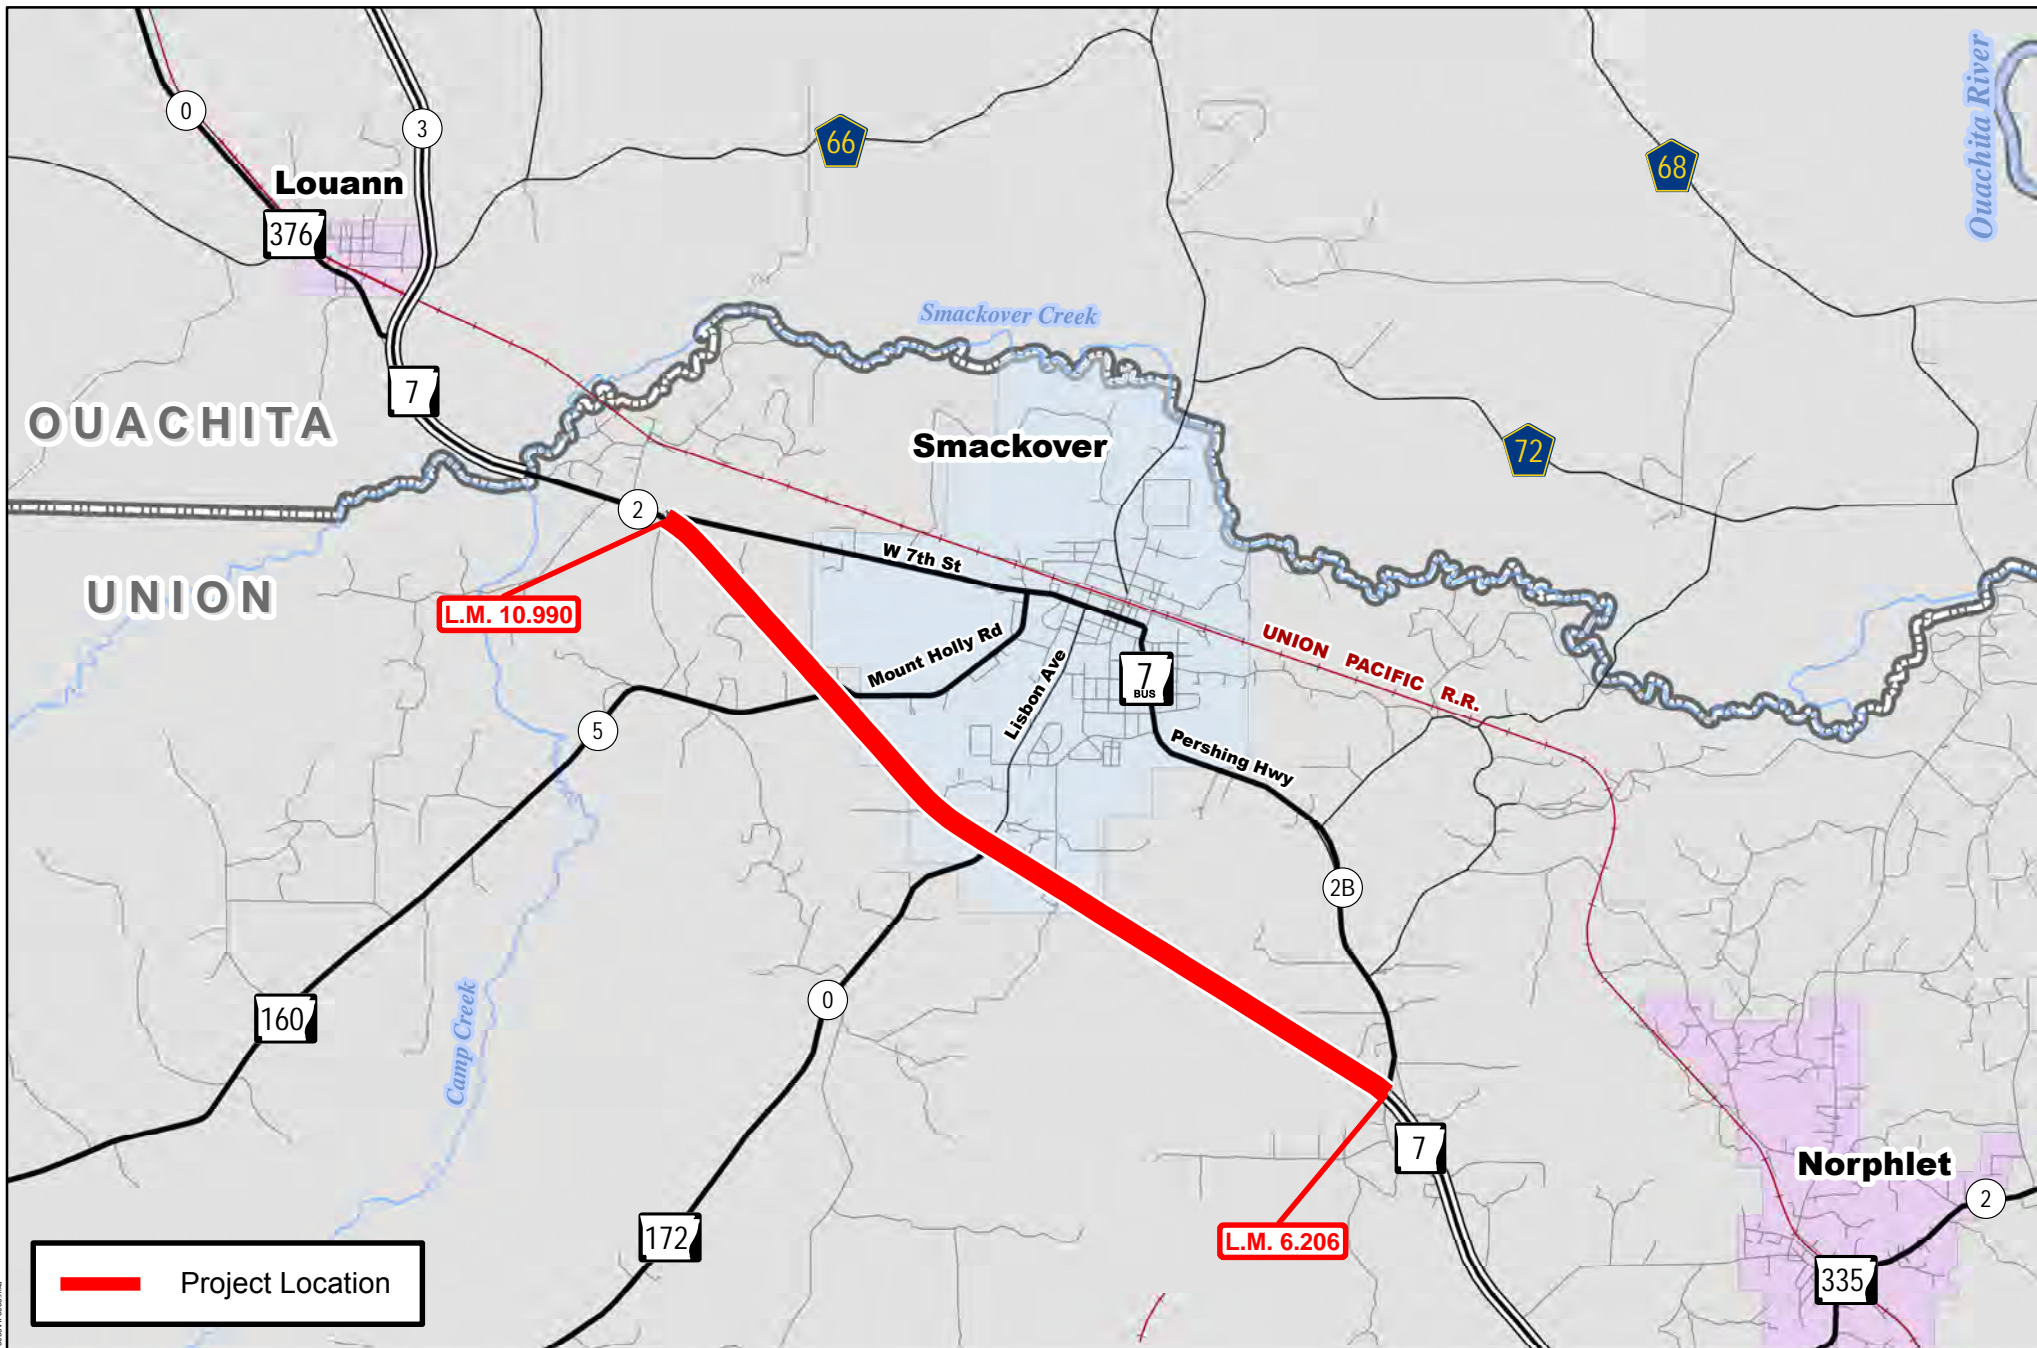 Ouachita River
0
3
66
68
Louann
376
Smackover Creek
7
OUACHITA
Smackover
72
2
W 7th St
UNION
L.M. 10.990
Mount Holly Rd
UNION PACIFIC R.R.
Lisbon Ave
7
BUS
5
Pershing Hwy
2B
0
160
Camp Creek
7
Norphlet
2
172
L.M. 6.206
335
Project Location